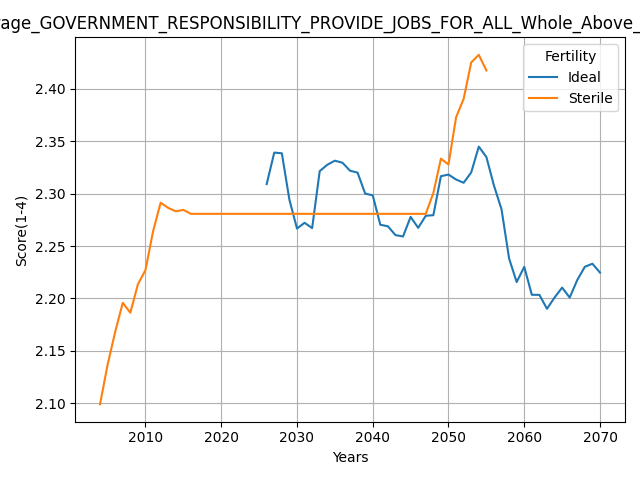 rage_GOVERNMENT_RESPONSIBILITY_PROVIDE_JOBS_FOR_ALL_Whole_Above_
Fertility
Ideal
Sterile
Score(1-4)
2.40
2.35
2.30
2.25
2.20
2.15
2.10
2010 2020 2030 2040 2050 2060 2070
Years